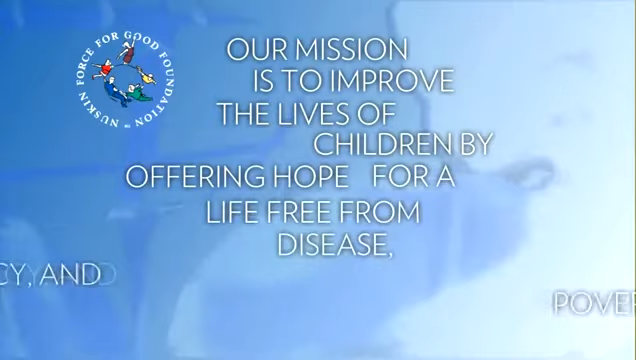 NUSKIN FORCE FOR GOOD FOUNDATION
OUR MISSION
IS TO IMPROVE
THE LIVES OF
CHILDREN BY
OFFERING HOPE FOR A
LIFE FREE FROM
DISEASE,
CY, AND
POVER